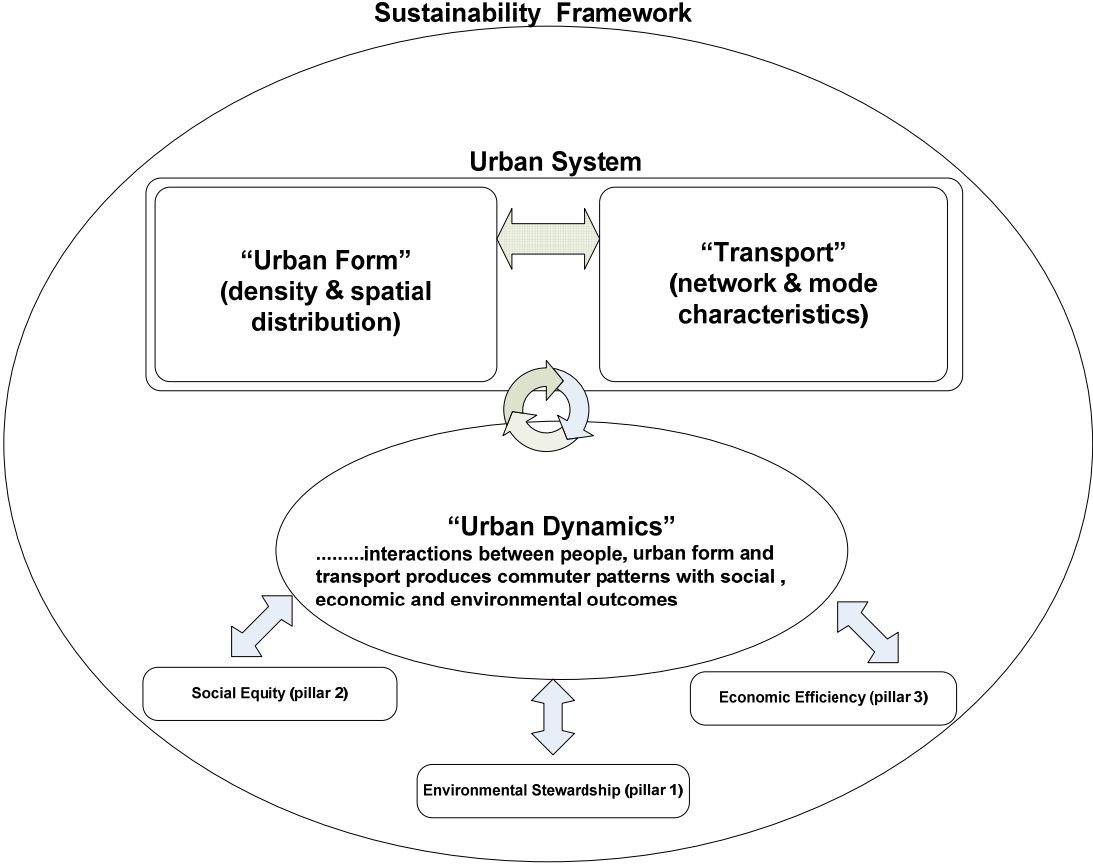 Sustainability Framework
Urban System
“Urban Form”
(density & spatial
distribution)
“Transport”
(network & mode
characteristics)
“Urban Dynamics”
.........interactions between people, urban form and
transport produces commuter patterns with social ,
economic and environmental outcomes
Social Equity (pillar 2)
Economic Efficiency (pillar 3)
Environmental Stewardship (pillar 1)